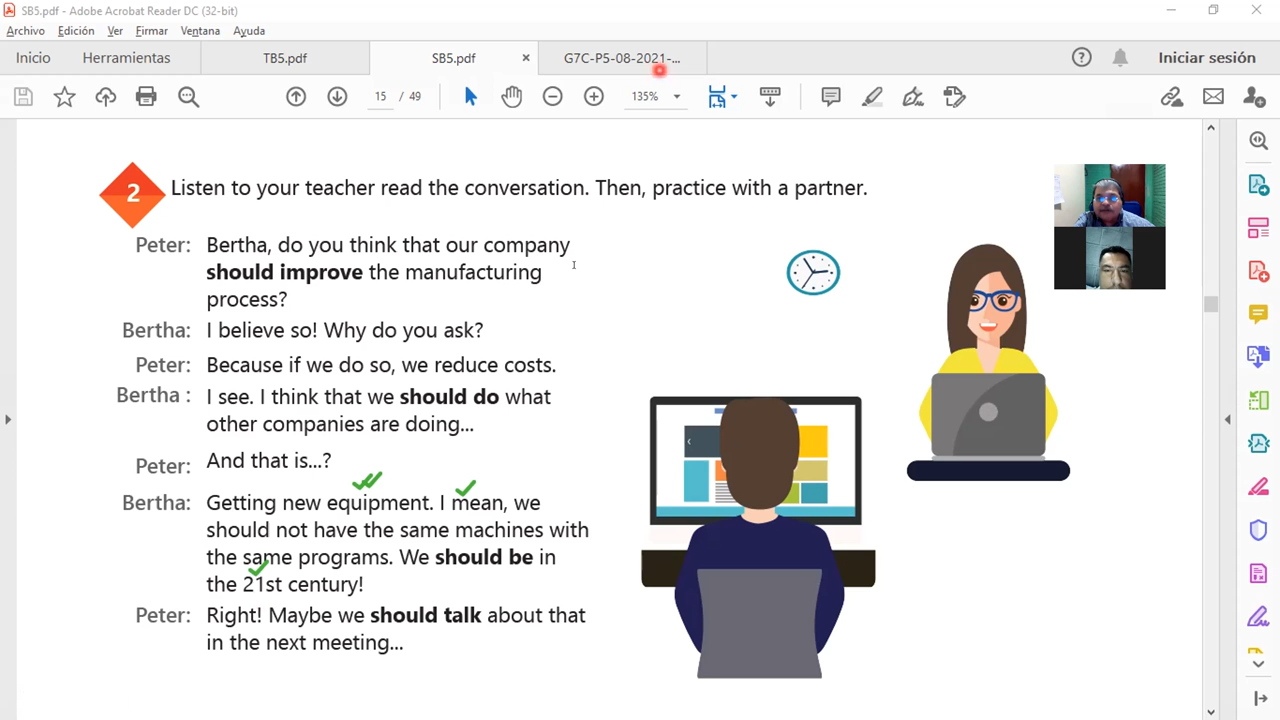 SB5.pdf - Adobe Acrobat Reader DC (32-bit)
Archivo Edición Ver Firmar Ventana Ayuda
Inicio Herramientas TB5.pdf SB5.pdf × G7C-P5-08-2021-... Iniciar sesión
15 / 49 135%
2 Listen to your teacher read the conversation. Then, practice with a partner.
Peter: Bertha, do you think that our company
should improve the manufacturing
process?
Bertha: I believe so! Why do you ask?
Peter: Because if we do so, we reduce costs.
Bertha : I see. I think that we should do what
other companies are doing...
Peter: And that is...?
Bertha: Getting new equipment. I mean, we
should not have the same machines with
the same programs. We should be in
the 21st century!
Peter: Right! Maybe we should talk about that
in the next meeting...